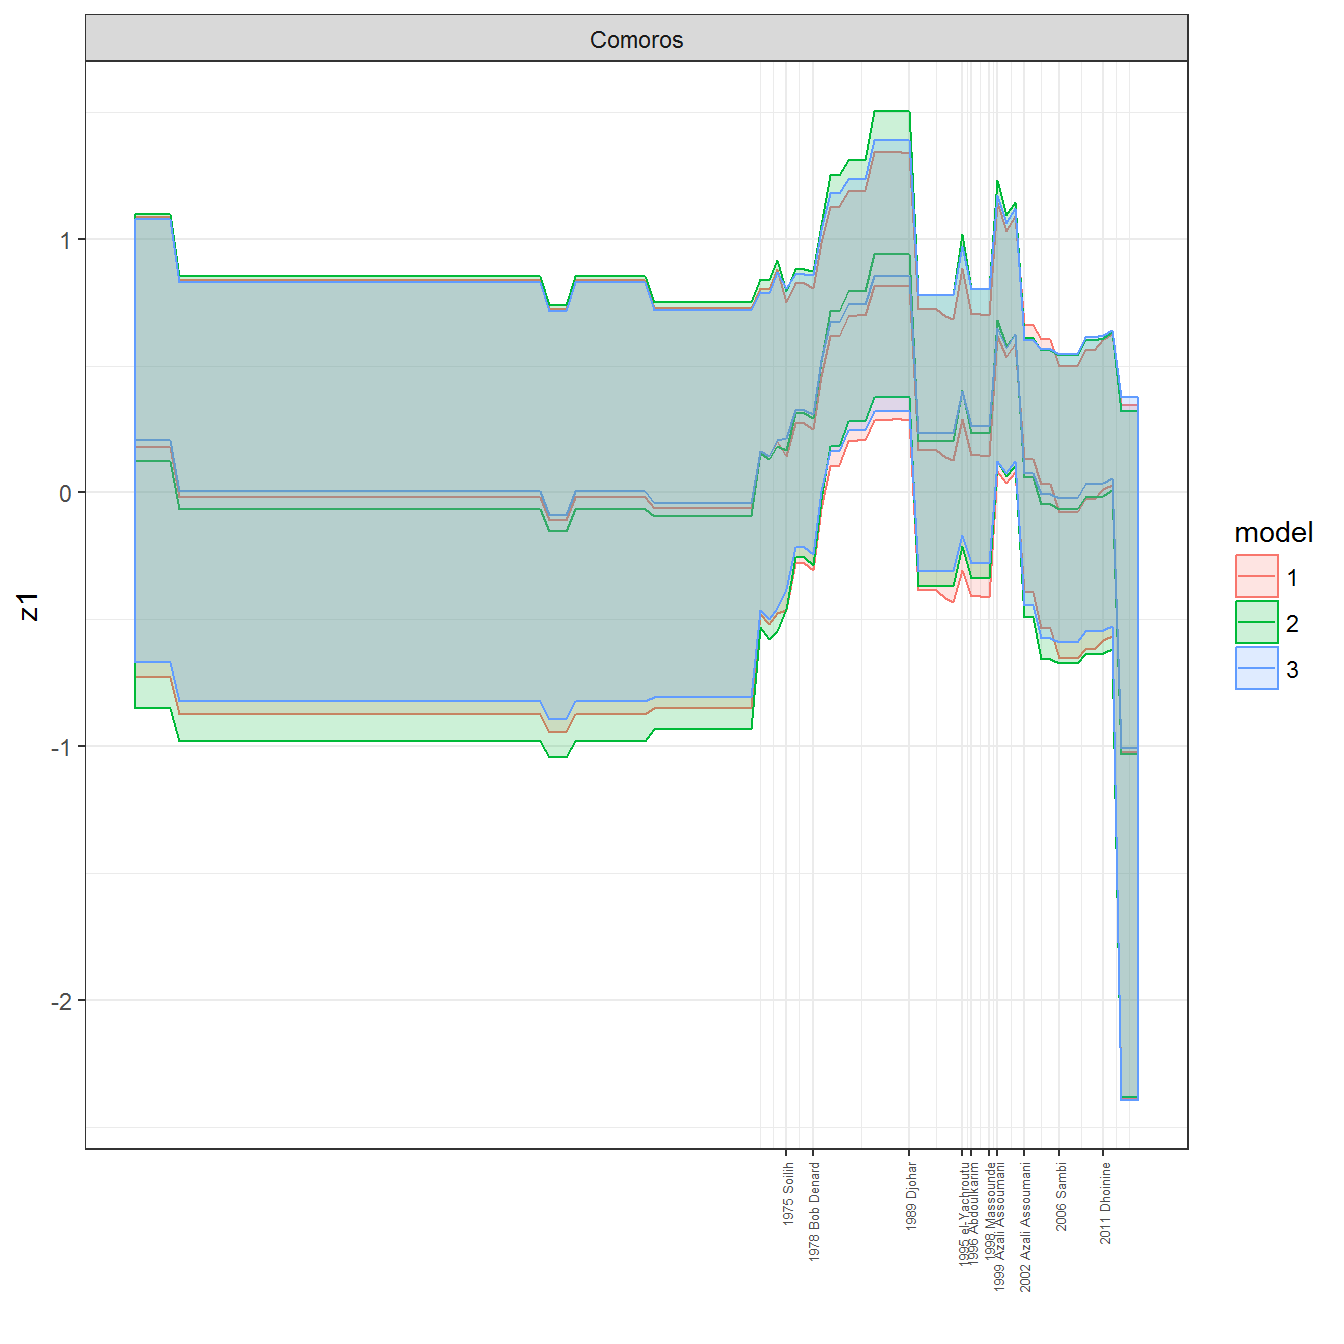 Comoros
z1
1
0
-1
-2
model
1
2
3
1975 Soilih
1978 Bob Denard
1989 Djohar
1995 el-Yachroutu
1996 Abdoulkarim
1998 Massounde
1999 Azali Assoumani
2002 Azali Assoumani
2006 Sambi
2011 Dhoinine